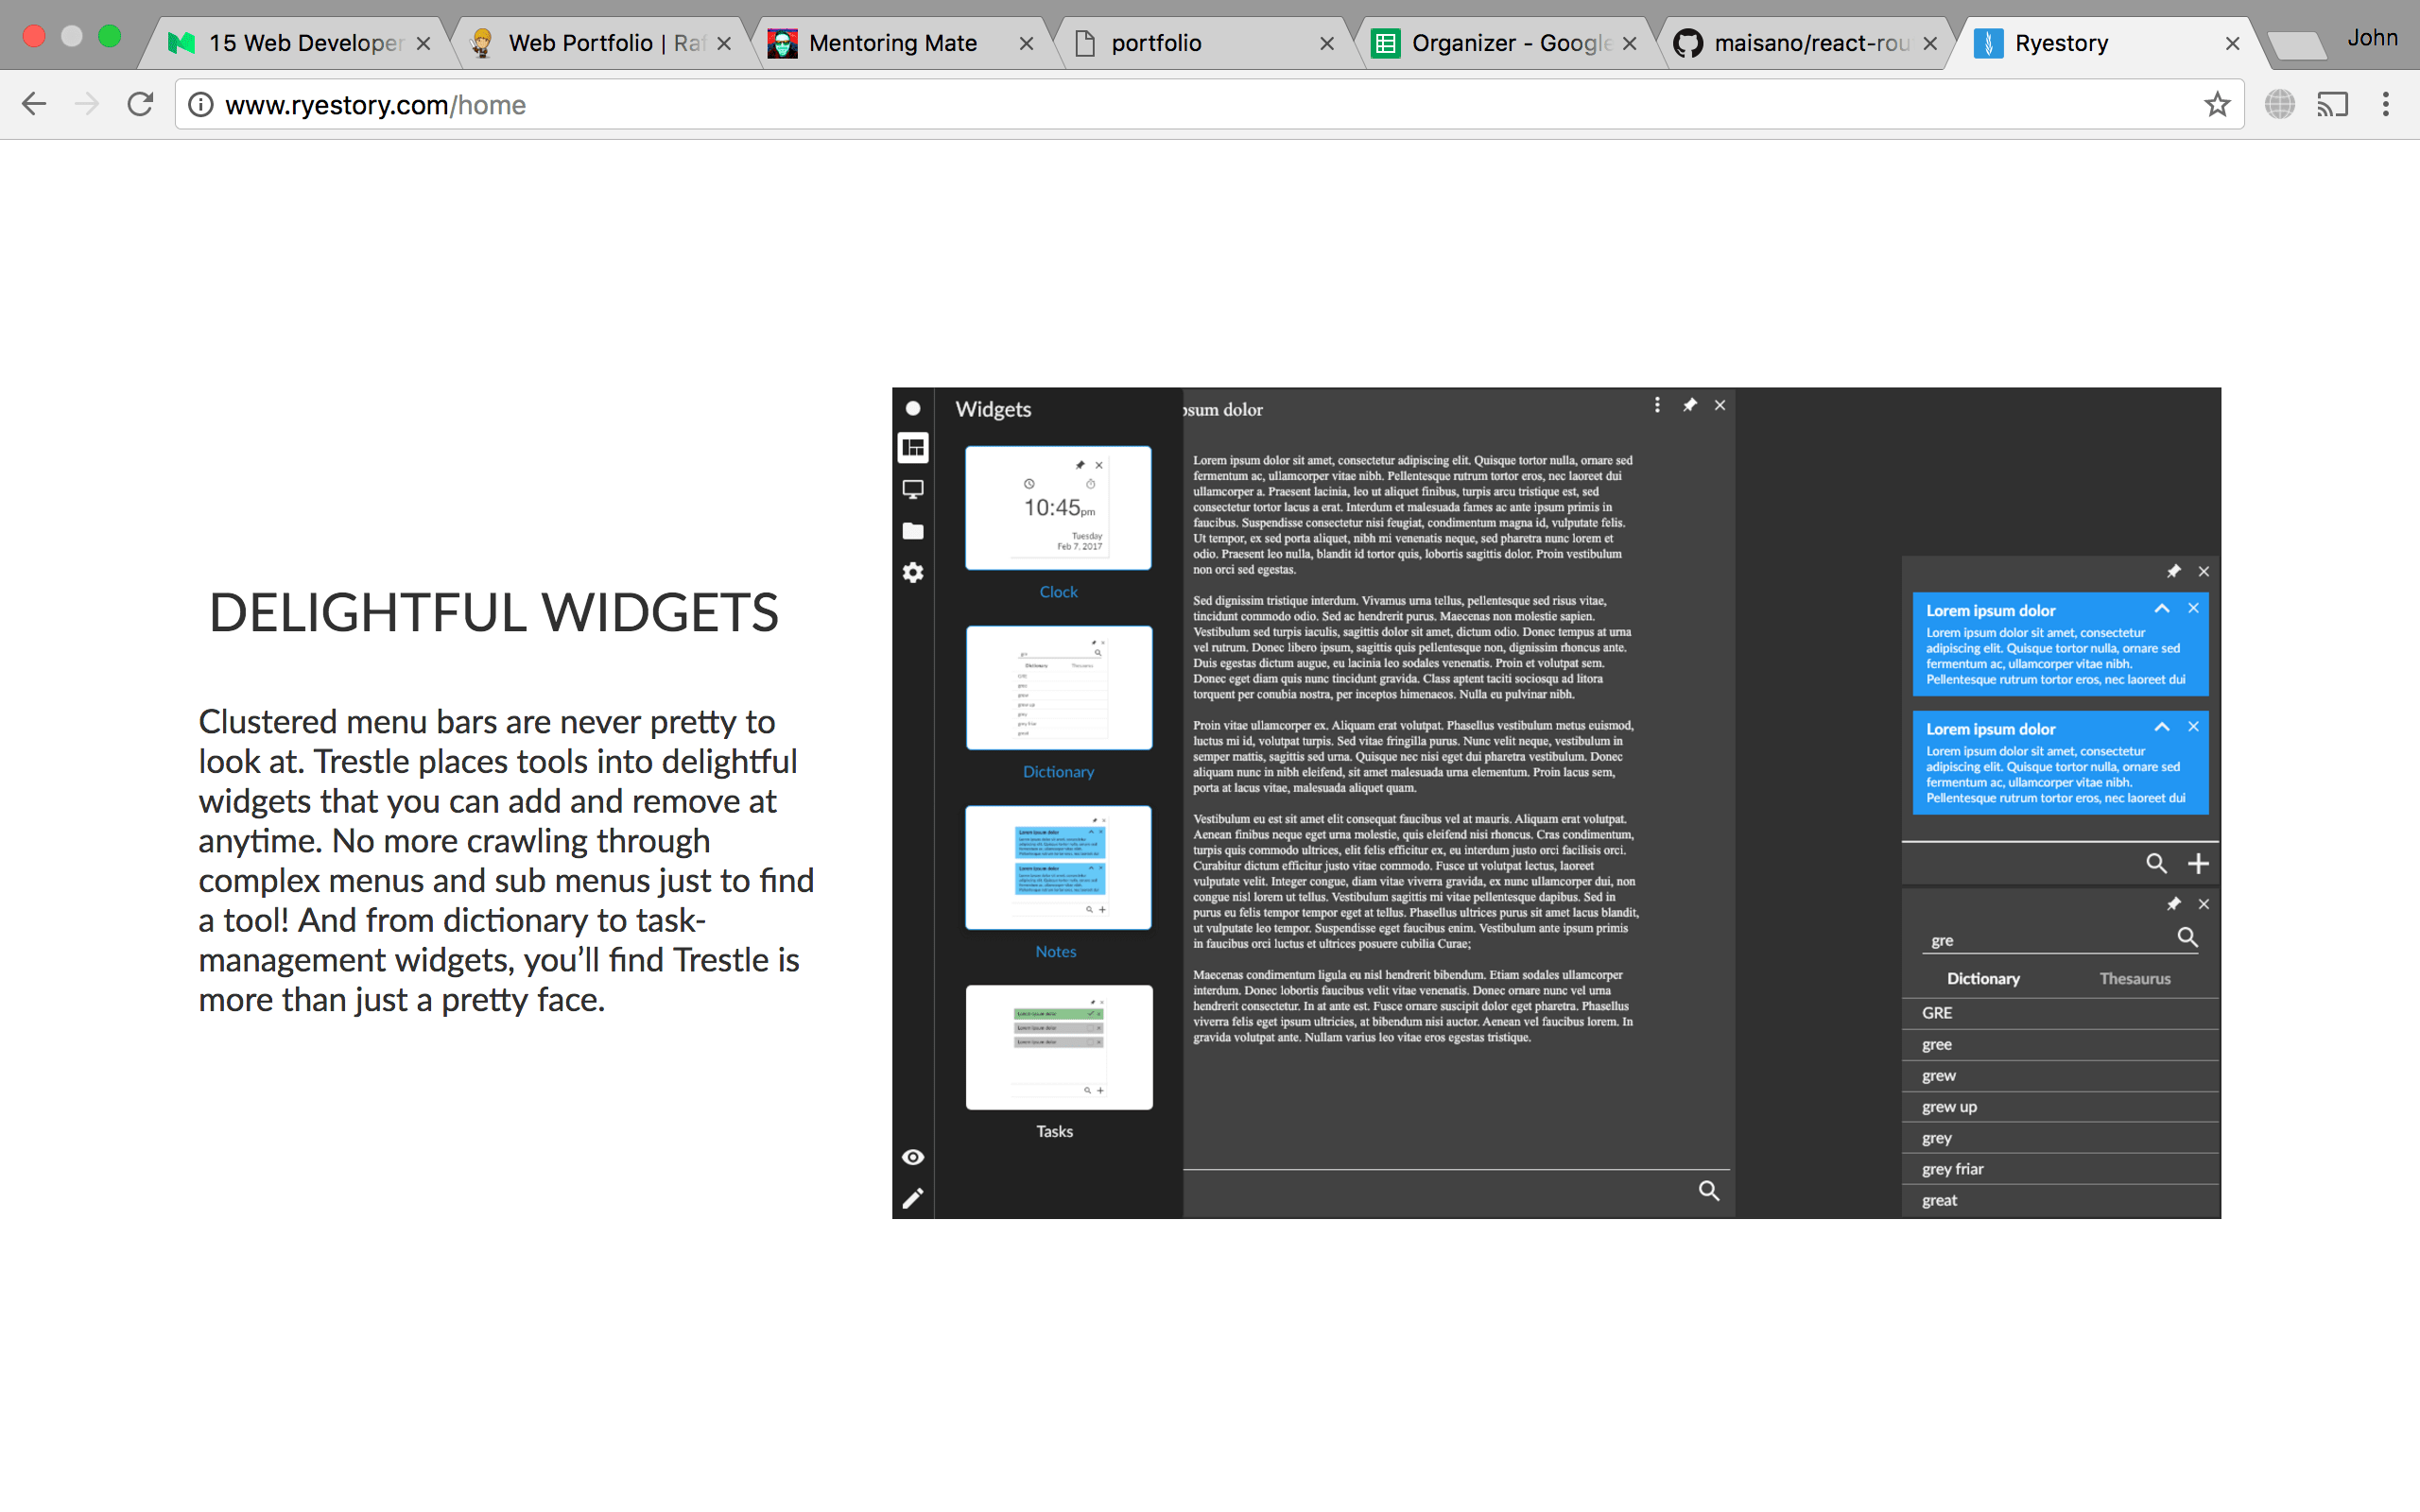 15 Web Developer
Web Portfolio | Raf
Mentoring Mate
portfolio
Organizer - Google
maisano/react-rou
Ryestory
John
www.ryestory.com/home
DELIGHTFUL WIDGETS
Clustered menu bars are never pretty to
look at. Trestle places tools into delightful
widgets that you can add and remove at
anytime. No more crawling through
complex menus and sub menus just to find
a tool! And from dictionary to task-
management widgets, you’ll find Trestle is
more than just a pretty face.
Widgets
10:45pm
Tuesday
Feb 7, 2017
Clock
gre
Dictionary Thesaurus
GRE
gree
grew
grew up
grey
grey friar
great
Dictionary
Lorem ipsum dolor
Lorem ipsum dolor
Notes
Lorem ipsum dolor
Lorem ipsum dolor
Lorem ipsum dolor
Tasks
psum dolor
Lorem ipsum dolor sit amet, consectetur adipiscing elit. Quisque tortor nulla, ornare sed
fermentum ac, ullamcorper vitae nibh. Pellentesque rutrum tortor eros, nec laoreet dui
ullamcorper a. Praesent lacinia, leo ut aliquet finibus, turpis arcu tristique est, sed
consectetur tortor lacus a erat. Interdum et malesuada fames ac ante ipsum primis in
faucibus. Suspendisse consectetur nisi feugiat, condimentum magna id, vulputate felis.
Ut tempor, ex sed porta aliquet, nibh mi venenatis neque, sed pharetra nunc lorem et
odio. Praesent leo nulla, blandit id tortor quis, lobortis sagittis dolor. Proin vestibulum
non orci sed egestas.
Sed dignissim tristique interdum. Vivamus urna tellus, pellentesque sed risus vitae,
tincidunt commodo odio. Sed ac hendrerit purus. Maecenas non molestie sapien.
Vestibulum sed turpis iaculis, sagittis dolor sit amet, dictum odio. Donec tempus at urna
vel rutrum. Donec libero ipsum, sagittis quis pellentesque non, dignissim rhoncus ante.
Duis egestas dictum augue, eu lacinia leo sodales venenatis. Proin et volutpat sem.
Donec eget diam quis nunc tincidunt gravida. Class aptent taciti sociosqu ad litora
torquent per conubia nostra, per inceptos himenaeos. Nulla eu pulvinar nibh.
Proin vitae ullamcorper ex. Aliquam erat volutpat. Phasellus vestibulum metus euismod,
luctus mi id, volutpat turpis. Sed vitae fringilla purus. Nunc velit neque, vestibulum in
semper mattis, sagittis sed urna. Quisque nec nisi eget dui pharetra vestibulum. Donec
aliquam nunc in nibh eleifend, sit amet malesuada urna elementum. Proin lacus sem,
porta at lacus vitae, malesuada aliquet quam.
Vestibulum eu est sit amet elit consequat faucibus vel at mauris. Aliquam erat volutpat.
Aenean finibus neque eget urna molestie, quis eleifend nisi rhoncus. Cras condimentum,
turpis quis commodo ultrices, elit felis efficitur ex, eu interdum justo orci facilisis orci.
Curabitur dictum efficitur justo vitae commodo. Fusce ut volutpat lectus, laoreet
vulputate velit. Integer congue, diam vitae viverra gravida, ex nunc ullamcorper dui, non
congue nisl lorem ut tellus. Vestibulum sagittis mi vitae pellentesque dapibus. Sed in
purus eu felis tempor tempor eget at tellus. Phasellus ultrices purus sit amet lacus blandit,
ut vulputate leo tempor. Suspendisse eget faucibus enim. Vestibulum ante ipsum primis
in faucibus orci luctus et ultrices posuere cubilia Curae;
Maecenas condimentum ligula eu nisl hendrerit bibendum. Etiam sodales ullamcorper
interdum. Donec lobortis faucibus velit vitae venenatis. Donec ornare nunc vel urna
hendrerit consectetur. In at ante est. Fusce ornare suscipit dolor eget pharetra. Phasellus
viverra felis eget ipsum ultricies, at bibendum nisi auctor. Aenean vel faucibus lorem. In
gravida volutpat ante. Nullam varius leo vitae eros egestas tristique.
Lorem ipsum dolor
Lorem ipsum dolor sit amet, consectetur
adipiscing elit. Quisque tortor nulla, ornare sed
fermentum ac, ullamcorper vitae nibh.
Pellentesque rutrum tortor eros, nec laoreet dui
Lorem ipsum dolor
Lorem ipsum dolor sit amet, consectetur
adipiscing elit. Quisque tortor nulla, ornare sed
fermentum ac, ullamcorper vitae nibh.
Pellentesque rutrum tortor eros, nec laoreet dui
gre
Dictionary Thesaurus
GRE
gree
grew
grew up
grey
grey friar
great